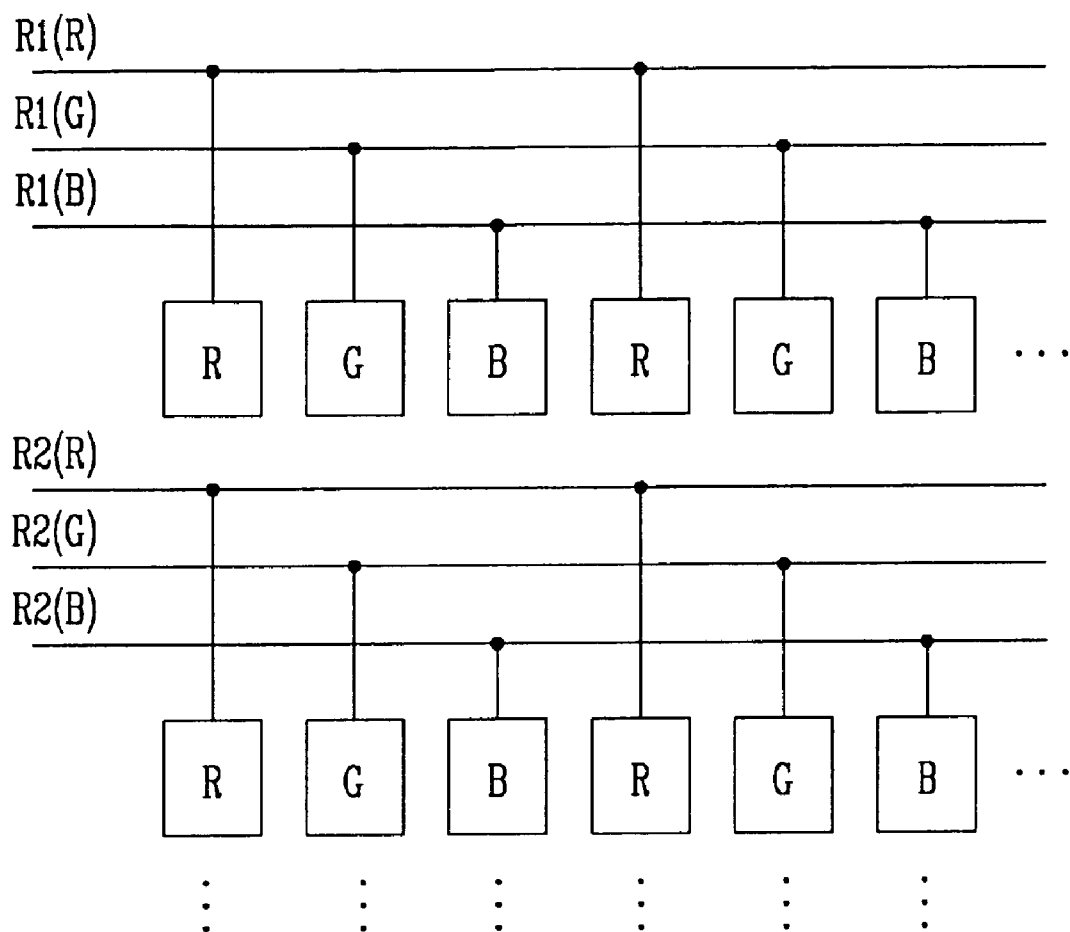 R1(R)
R1(G)
R1(B)
R G B R G B ...
R2(R)
R2(G)
R2(B)
R G B R G B ...